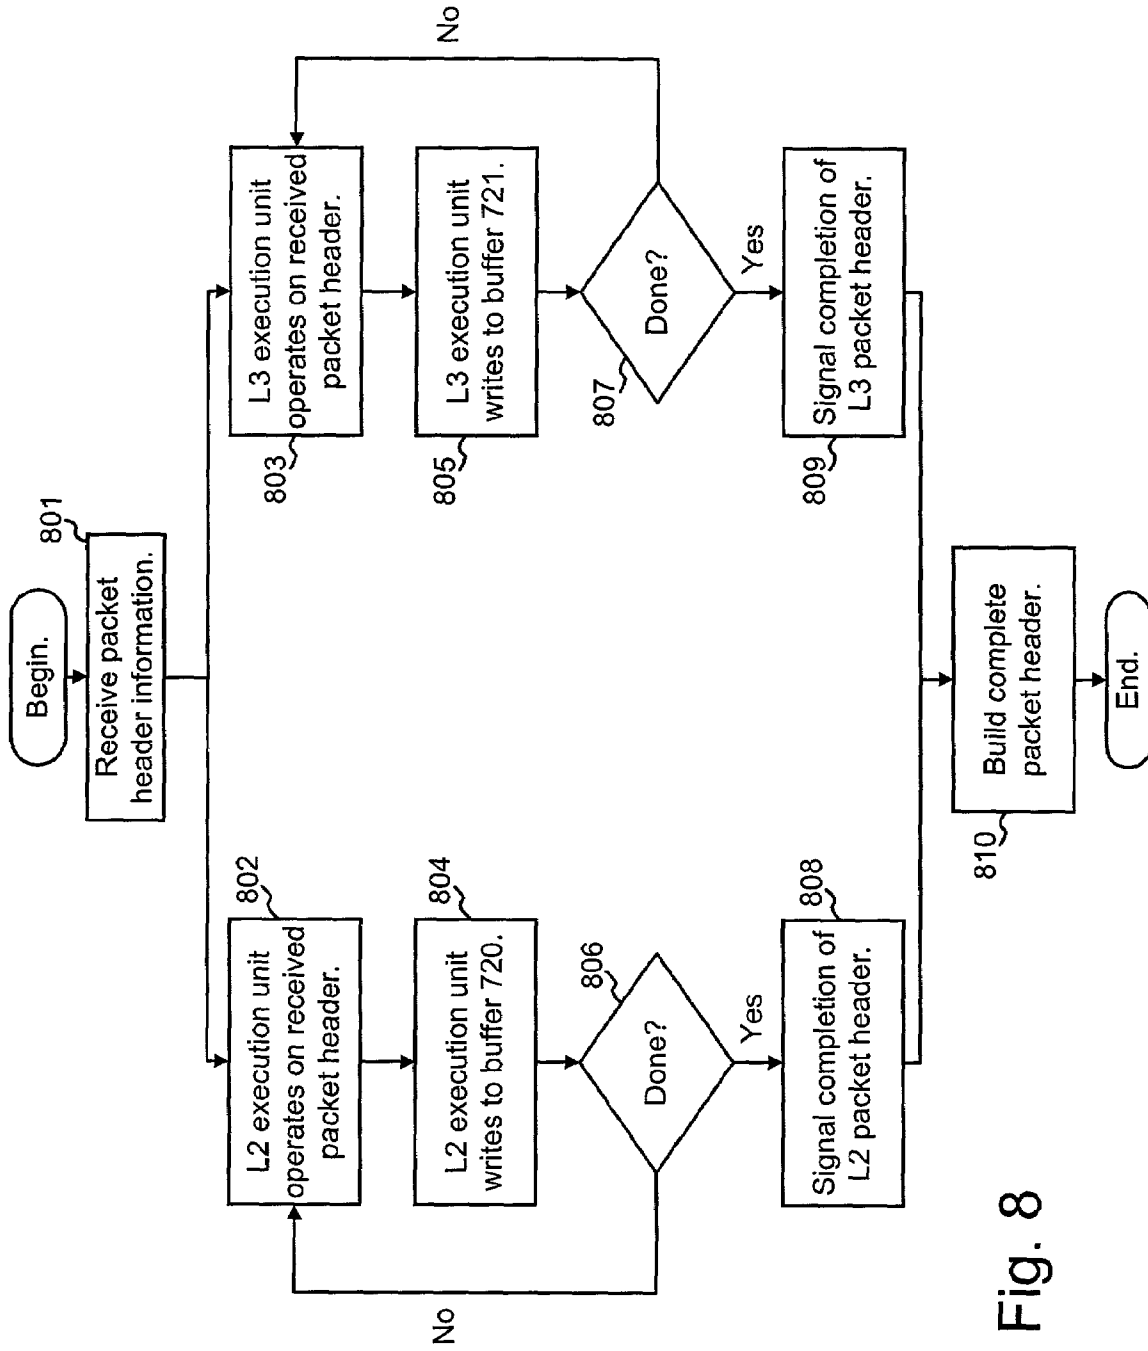 Begin.
801
Receive packet
header information.
802
L2 execution unit
operates on received
packet header.
803
L3 execution unit
operates on received
packet header.
804
L2 execution unit
writes to buffer 720.
805
L3 execution unit
writes to buffer 721.
806
Done?
No
Yes
807
Done?
No
Yes
808
Signal completion of
L2 packet header.
809
Signal completion of
L3 packet header.
810
Build complete
packet header.
End.
Fig. 8